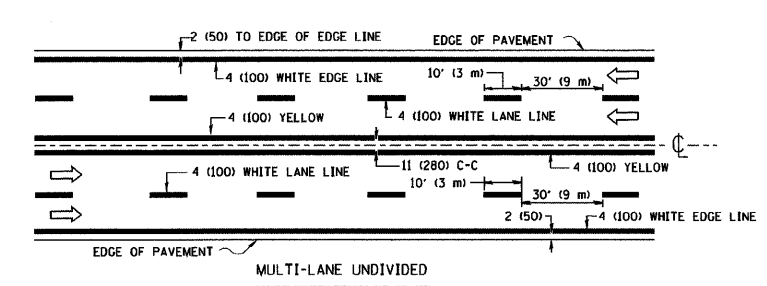 2 (50) TO EDGE OF EDGE LINE
EDGE OF PAVEMENT
4 (100) WHITE EDGE LINE
10' (3 m)
30' (9 m)
4 (100) YELLOW
4 (100) WHITE LANE LINE
℄
4 (100) WHITE LANE LINE
11 (280) C-C
4 (100) YELLOW
10' (3 m)
30' (9 m)
2 (50)
4 (100) WHITE EDGE LINE
EDGE OF PAVEMENT
MULTI-LANE UNDIVIDED